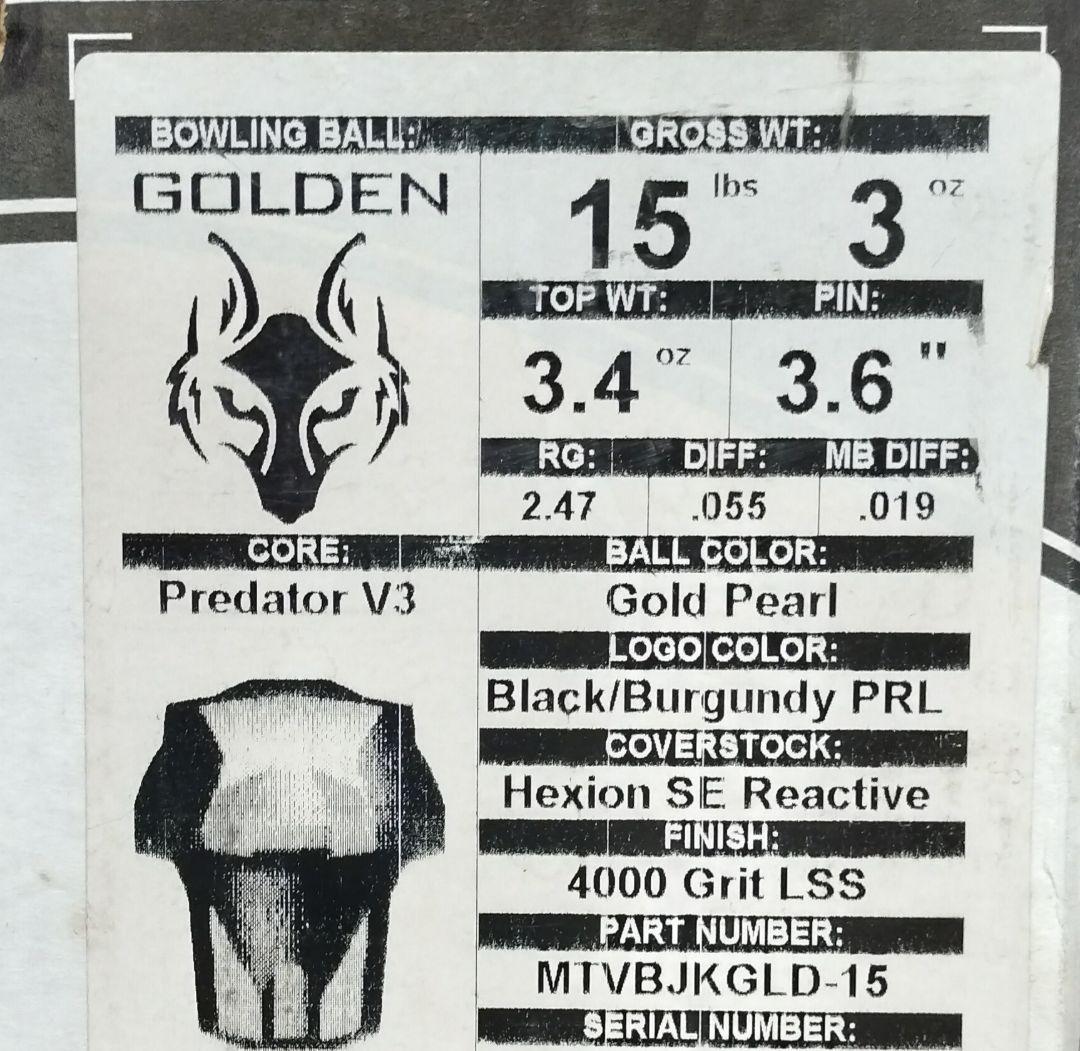 BOWLING BALL: GROSS WT:
GOLDEN 15 lbs 3 oz
TOP WT: PIN:
3.4 oz 3.6 "
RG: DIFF: MB DIFF:
2.47 .055 .019
CORE: BALL COLOR:
Predator V3 Gold Pearl
LOGO COLOR:
Black/Burgundy PRL
COVERSTOCK:
Hexion SE Reactive
FINISH:
4000 Grit LSS
PART NUMBER:
MTVBJKGLD-15
SERIAL NUMBER: